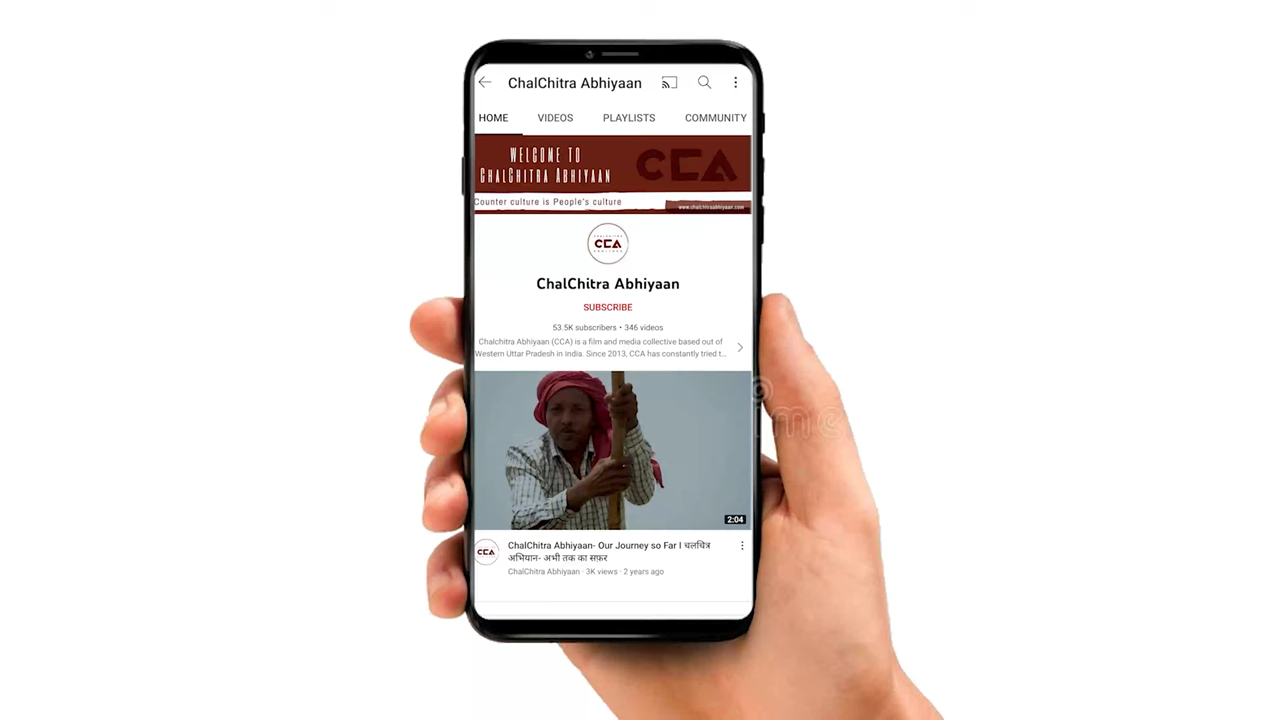 ChalChitra Abhiyaan
HOME VIDEOS PLAYLISTS COMMUNITY
WELCOME TO
CHALCHITRA ABHIYAAN
CCA
Counter culture is People's culture
www.chalchitraabhiyaan.com
CHALCHITRA
CCA
ABHIYAAN
ChalChitra Abhiyaan
SUBSCRIBE
53.5K subscribers • 346 videos
Chalchitra Abhiyaan (CCA) is a film and media collective based out of
Western Uttar Pradesh in India. Since 2013, CCA has constantly tried t...
2:04
CCA
ChalChitra Abhiyaan- Our Journey so Far I चलचित्र
अभियान- अभी तक का सफ़र
ChalChitra Abhiyaan · 3K views · 2 years ago